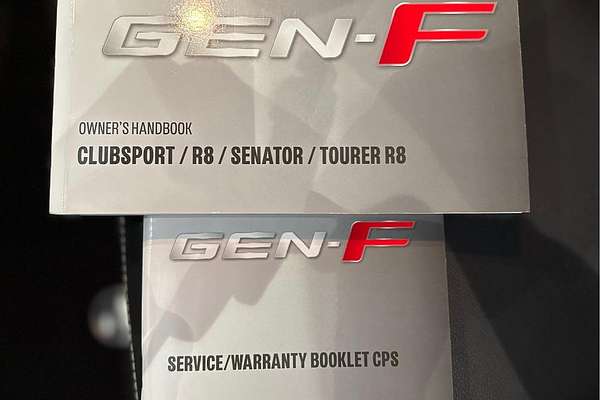 GEN-F
OWNER'S HANDBOOK
CLUBSPORT / R8 / SENATOR / TOURER R8
GEN-F
SERVICE/WARRANTY BOOKLET CPS